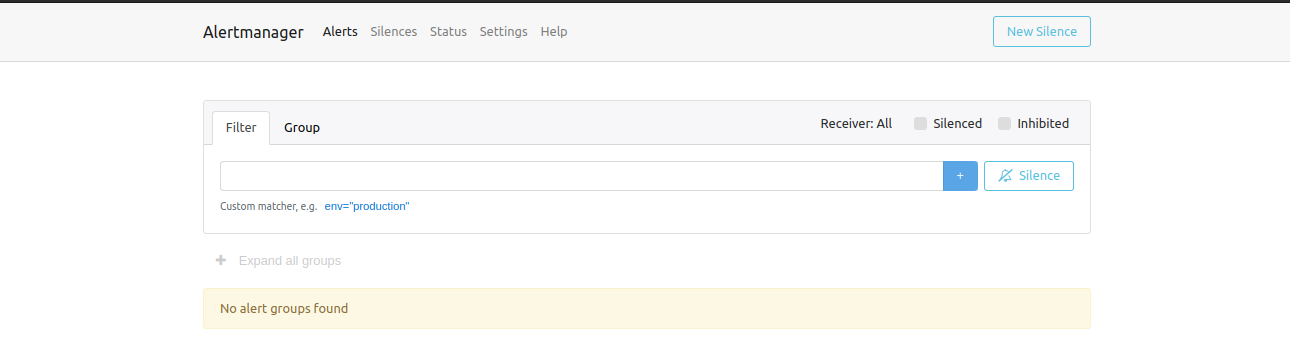 Alertmanager Alerts Silences Status Settings Help New Silence
Filter Group Receiver: All Silenced Inhibited
+ Silence
Custom matcher, e.g. env="production"
+ Expand all groups
No alert groups found